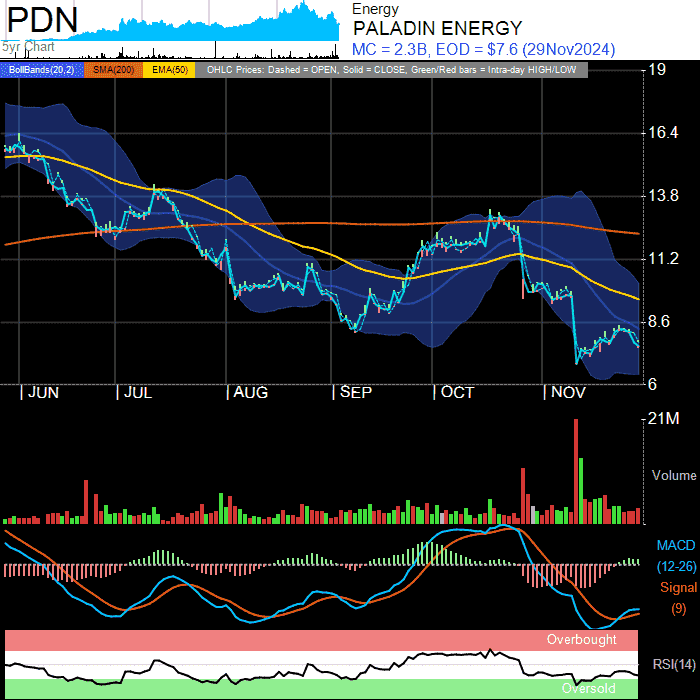 PDN
5yr Chart
Energy
PALADIN ENERGY
MC = 2.3B, EOD = $7.6 (29Nov2024)
BollBands(20,2) SMA(200) EMA(50) OHLC Prices: Dashed = OPEN, Solid = CLOSE, Green/Red bars = Intra-day HIGH/LOW
19
16.4
13.8
11.2
8.6
6
| JUN | JUL | AUG | SEP | OCT | NOV
21M
Volume
MACD
(12-26)
Signal
(9)
Overbought
RSI(14)
Oversold